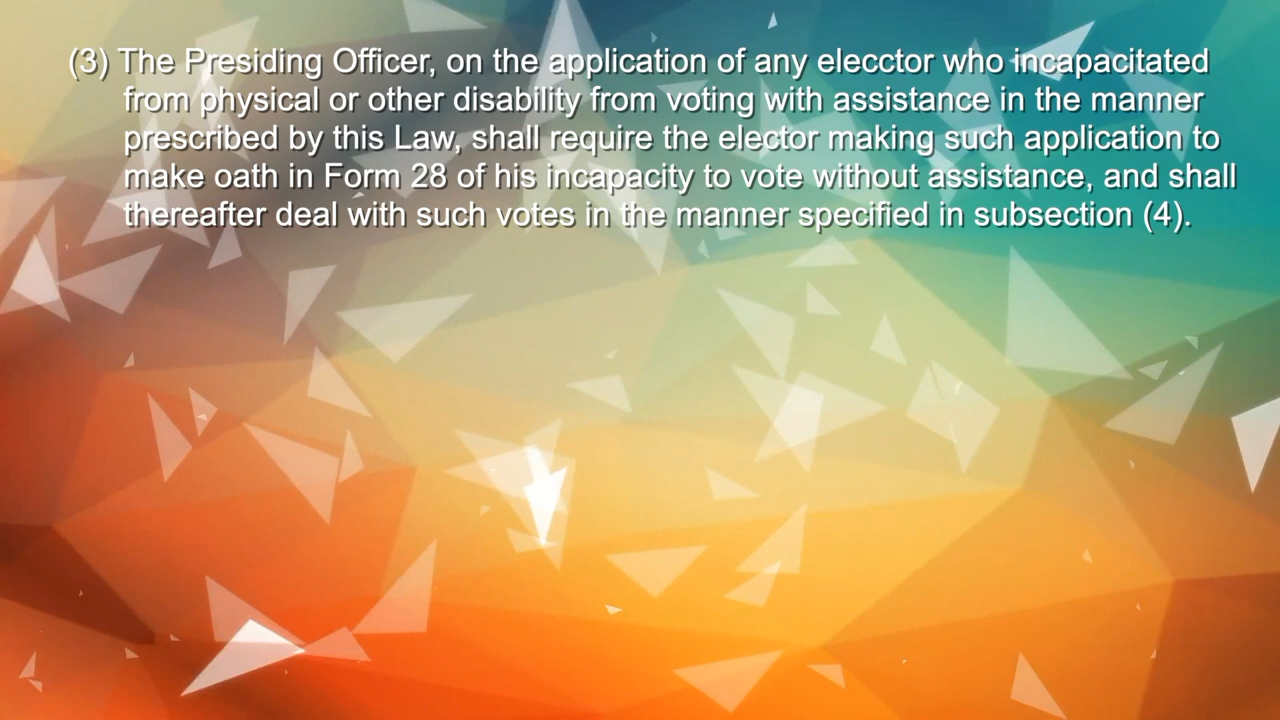 (3) The Presiding Officer, on the application of any elecctor who incapacitated
from physical or other disability from voting with assistance in the manner
prescribed by this Law, shall require the elector making such application to
make oath in Form 28 of his incapacity to vote without assistance, and shall
thereafter deal with such votes in the manner specified in subsection (4).